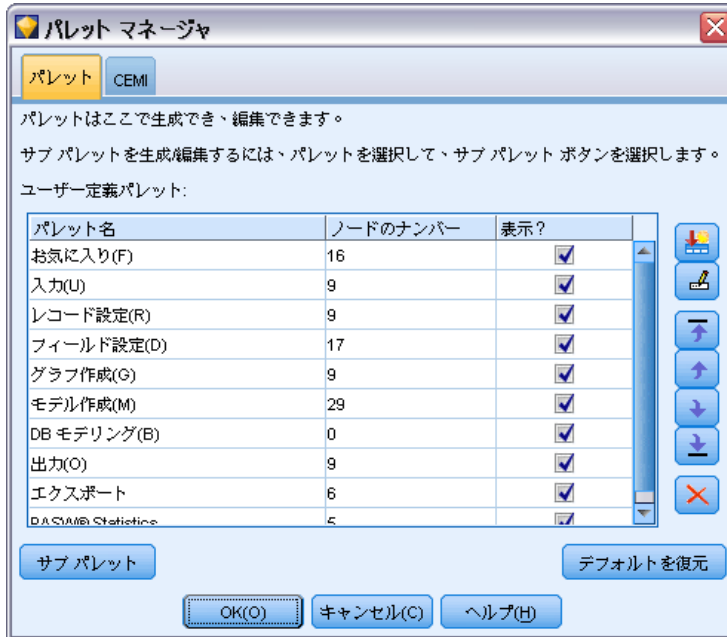 パレット マネージャ
パレット CEMI
パレットはここで生成でき、編集できます。
サブ パレットを生成/編集するには、パレットを選択して、サブ パレット ボタンを選択します。
ユーザー定義パレット:
パレット名 ノードのナンバー 表示？
お気に入り(F) 16
入力(U) 9
レコード設定(R) 9
フィールド設定(D) 17
グラフ作成(G) 9
モデル作成(M) 29
DB モデリング(B) 0
出力(O) 9
エクスポート 6
PASW® Statistics 5
サブ パレット デフォルトを復元
OK(O) キャンセル(C) ヘルプ(H)